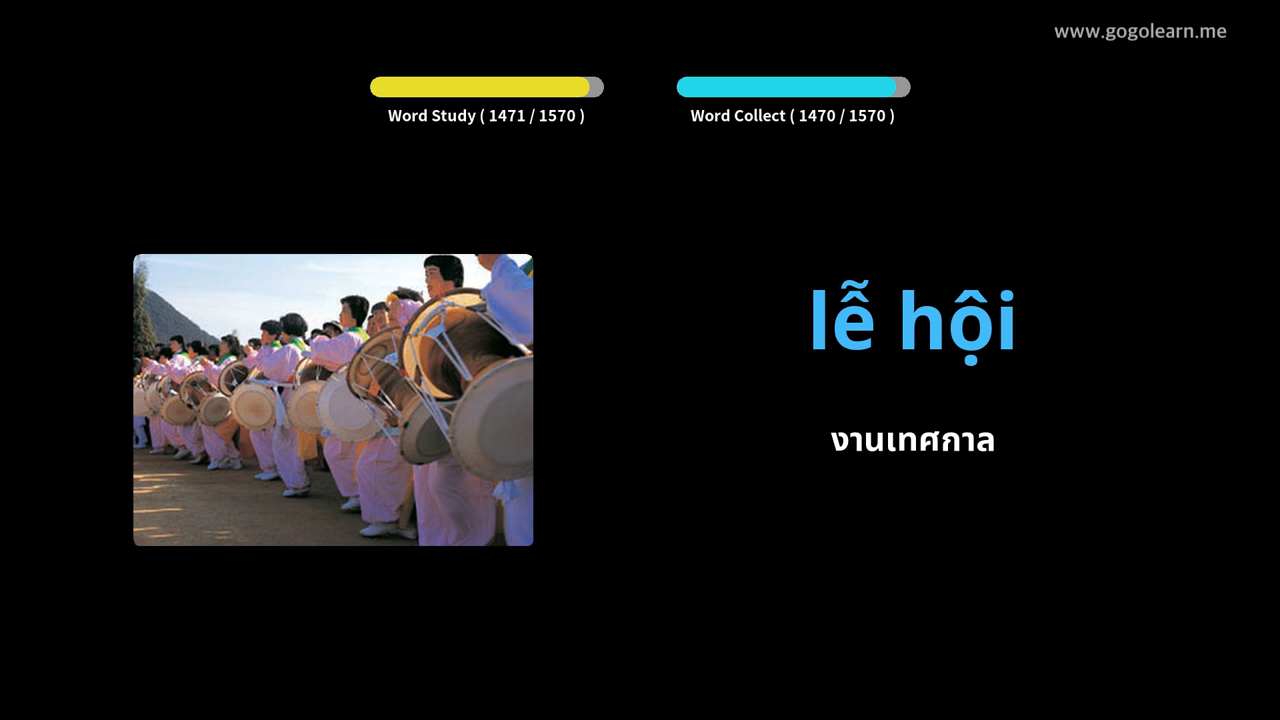 www.gogolearn.me
Word Study ( 1471 / 1570 )
Word Collect ( 1470 / 1570 )
lễ hội
งานเทศกาล